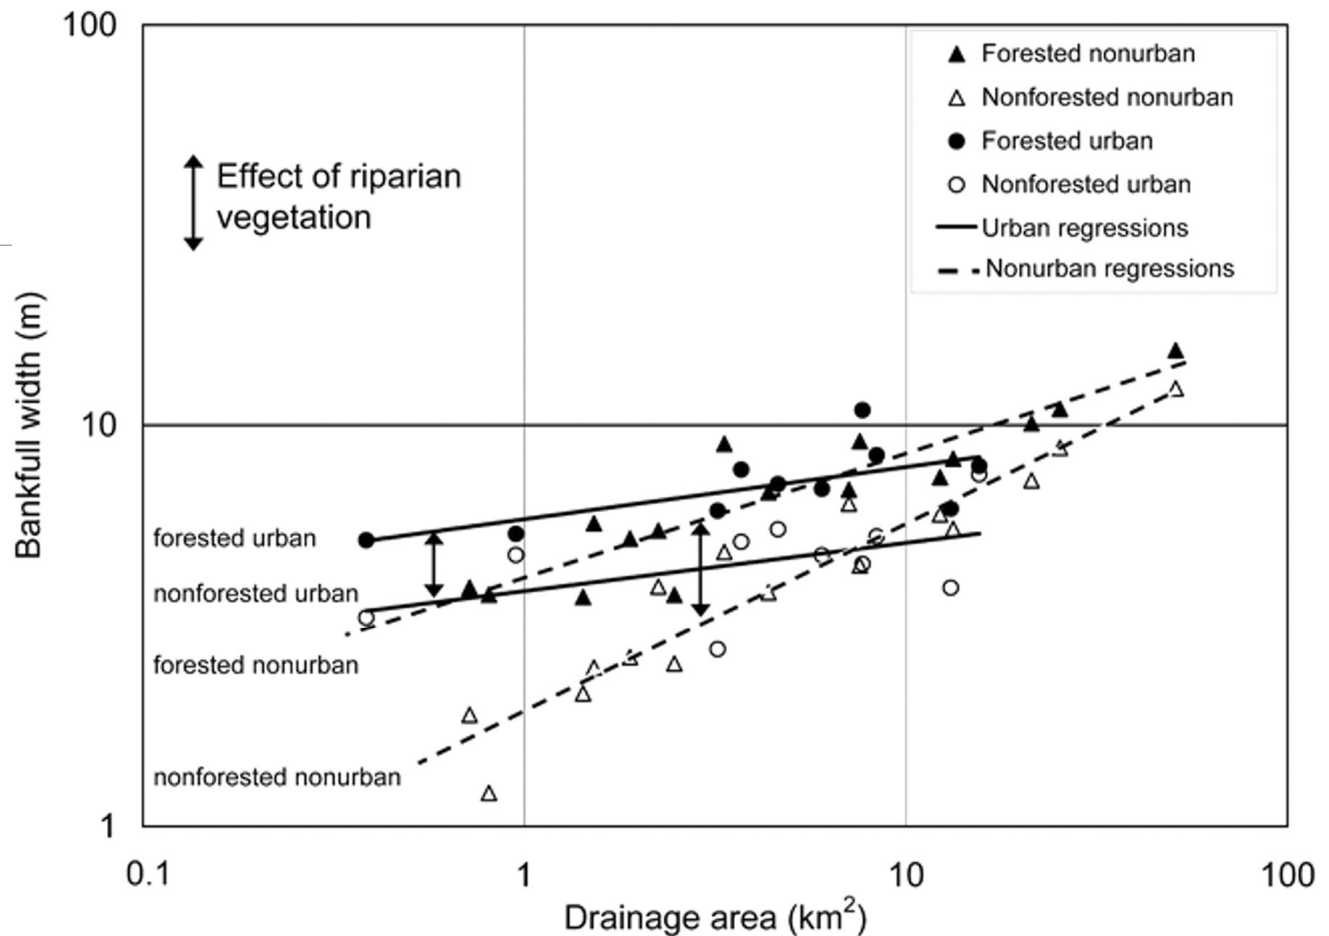 100
Forested nonurban
Nonforested nonurban
Forested urban
Nonforested urban
Urban regressions
Nonurban regressions
Effect of riparian
vegetation
Bankfull width (m)
10
forested urban
nonforested urban
forested nonurban
nonforested nonurban
1
0.1 1 10 100
Drainage area (km²)